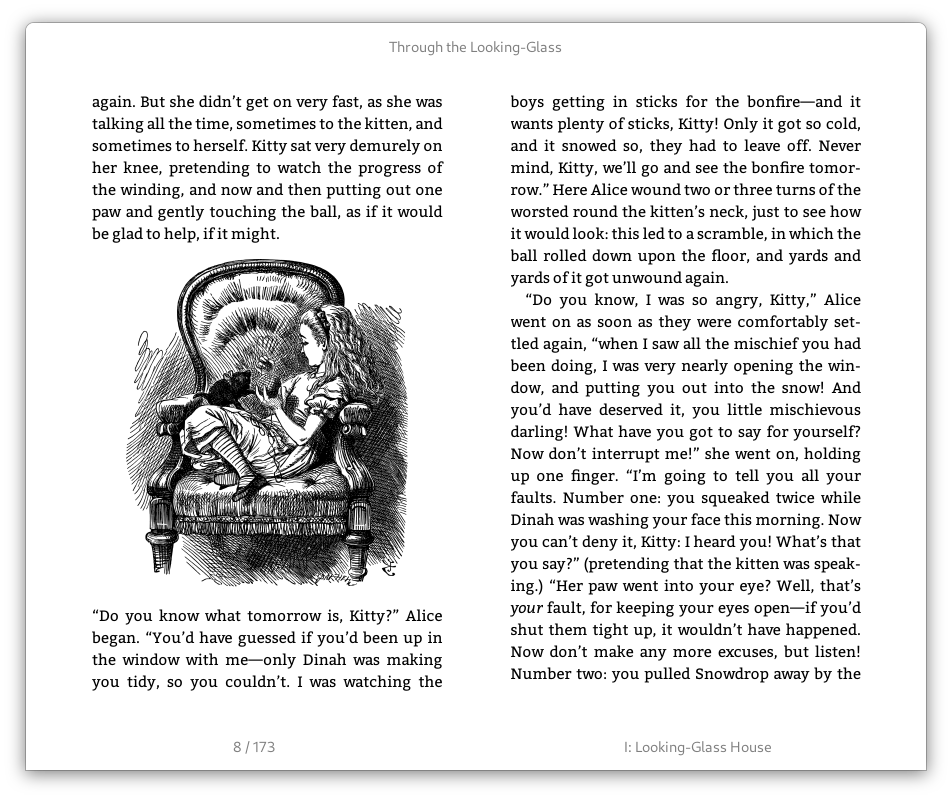 Through the Looking-Glass
again. But she didn’t get on very fast, as she was
talking all the time, sometimes to the kitten, and
sometimes to herself. Kitty sat very demurely on
her knee, pretending to watch the progress of
the winding, and now and then putting out one
paw and gently touching the ball, as if it would
be glad to help, if it might.
“Do you know what tomorrow is, Kitty?” Alice
began. “You’d have guessed if you’d been up in
the window with me—only Dinah was making
you tidy, so you couldn’t. I was watching the
boys getting in sticks for the bonfire—and it
wants plenty of sticks, Kitty! Only it got so cold,
and it snowed so, they had to leave off. Never
mind, Kitty, we’ll go and see the bonfire tomor-
row.” Here Alice wound two or three turns of the
worsted round the kitten’s neck, just to see how
it would look: this led to a scramble, in which the
ball rolled down upon the floor, and yards and
yards of it got unwound again.
“Do you know, I was so angry, Kitty,” Alice
went on as soon as they were comfortably set-
tled again, “when I saw all the mischief you had
been doing, I was very nearly opening the win-
dow, and putting you out into the snow! And
you’d have deserved it, you little mischievous
darling! What have you got to say for yourself?
Now don’t interrupt me!” she went on, holding
up one finger. “I’m going to tell you all your
faults. Number one: you squeaked twice while
Dinah was washing your face this morning. Now
you can’t deny it, Kitty: I heard you! What’s that
you say?” (pretending that the kitten was speak-
ing.) “Her paw went into your eye? Well, that’s
your fault, for keeping your eyes open—if you’d
shut them tight up, it wouldn’t have happened.
Now don’t make any more excuses, but listen!
Number two: you pulled Snowdrop away by the
8 / 173
I: Looking-Glass House